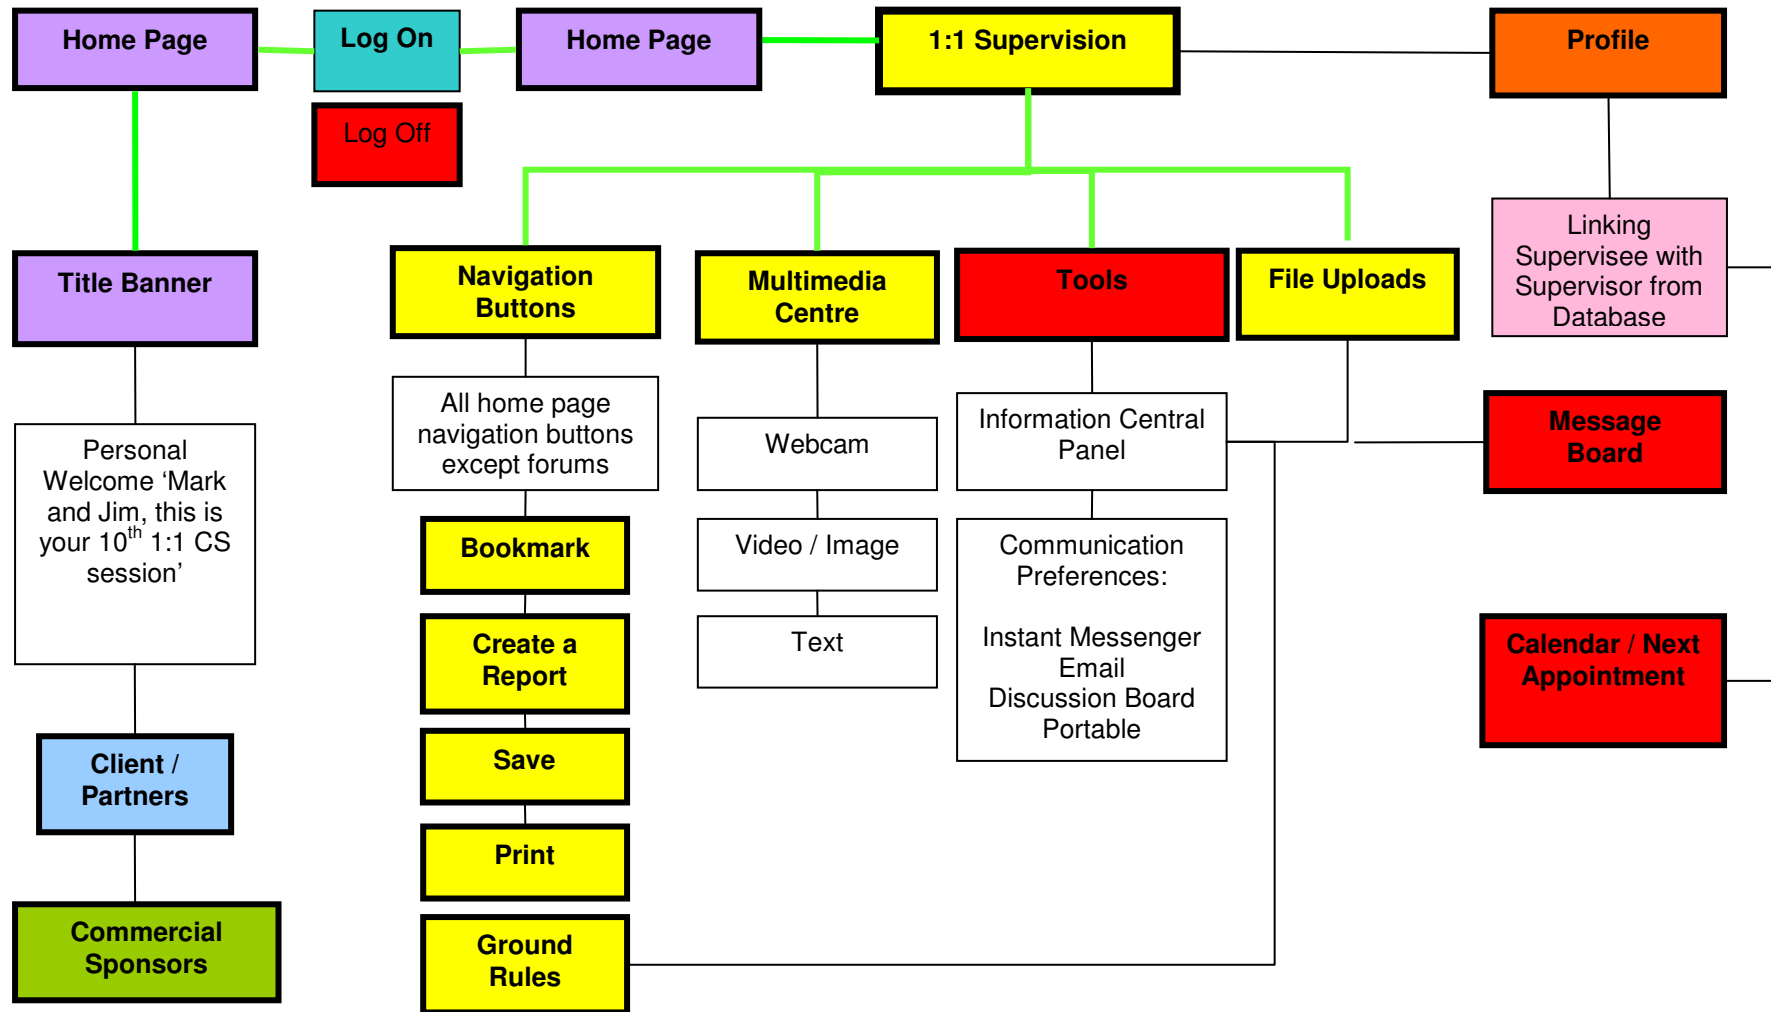 Home Page
Log On
Home Page
1:1 Supervision
Profile
Log Off
Title Banner
Navigation
Buttons
Multimedia
Centre
Tools
File Uploads
Linking
Supervisee with
Supervisor from
Database
Personal
Welcome ‘Mark
and Jim, this is
your 10th 1:1 CS
session’
All home page
navigation buttons
except forums
Webcam
Information Central
Panel
Message
Board
Bookmark
Video / Image
Communication
Preferences:
Instant Messenger
Email
Discussion Board
Portable
Create a
Report
Text
Calendar / Next
Appointment
Client /
Partners
Save
Print
Commercial
Sponsors
Ground
Rules